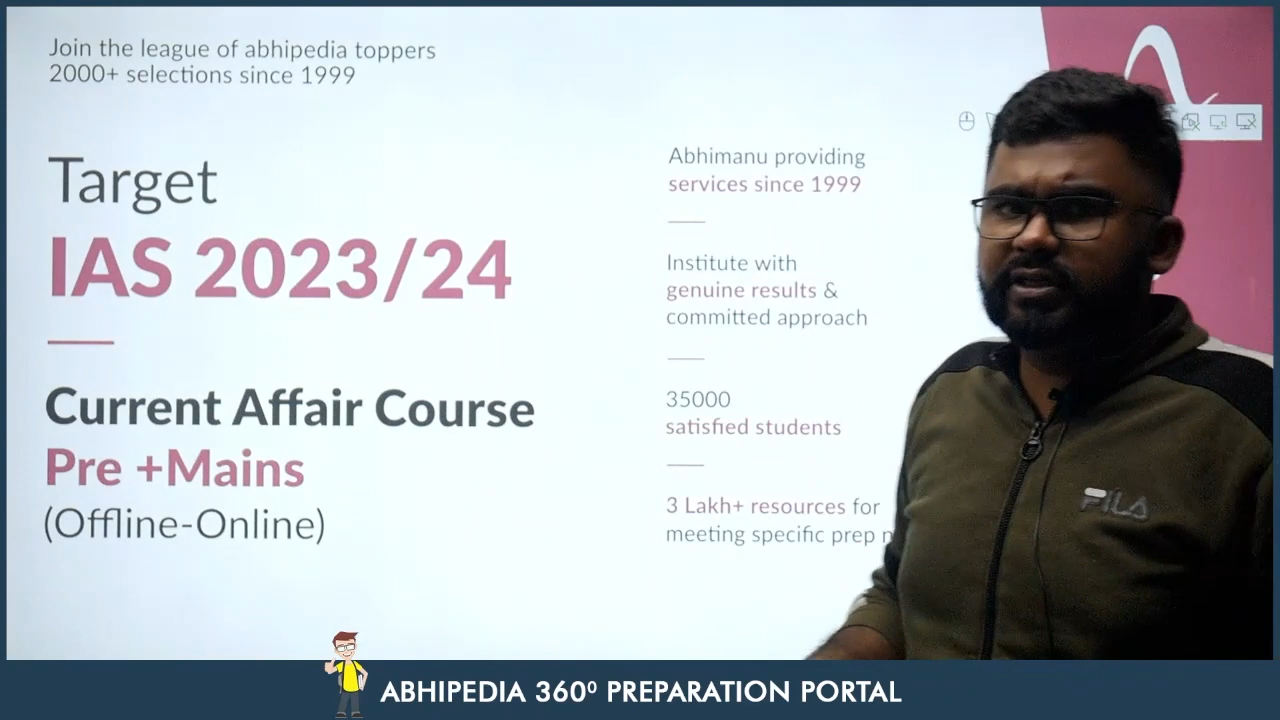 Join the league of abhipedia toppers
2000+ selections since 1999
Target
IAS 2023/24
Current Affair Course
Pre +Mains
(Offline-Online)
Abhimanu providing
services since 1999
Institute with
genuine results &
committed approach
35000
satisfied students
3 Lakh+ resources for
meeting specific prep
FILA
ABHIPEDIA 360⁰ PREPARATION PORTAL